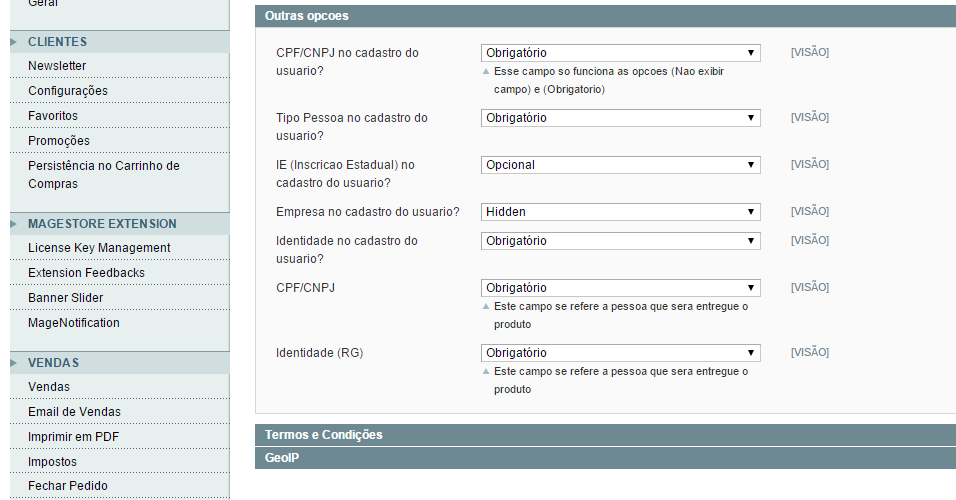 Geral
CLIENTES
Newsletter
Configurações
Favoritos
Promoções
Persistência no Carrinho de
Compras
MAGESTORE EXTENSION
License Key Management
Extension Feedbacks
Banner Slider
MageNotification
VENDAS
Vendas
Email de Vendas
Imprimir em PDF
Impostos
Fechar Pedido
Outras opcoes
CPF/CNPJ no cadastro do
usuario?
Obrigatório
[VISÃO]
Esse campo so funciona as opcoes (Nao exibir
campo) e (Obrigatorio)
Tipo Pessoa no cadastro do
usuario?
Obrigatório
[VISÃO]
IE (Inscricao Estadual) no
cadastro do usuario?
Opcional
[VISÃO]
Empresa no cadastro do usuario?
Hidden
[VISÃO]
Identidade no cadastro do
usuario?
Obrigatório
[VISÃO]
CPF/CNPJ
Obrigatório
[VISÃO]
Este campo se refere a pessoa que sera entregue o
produto
Identidade (RG)
Obrigatório
[VISÃO]
Este campo se refere a pessoa que sera entregue o
produto
Termos e Condições
GeoIP